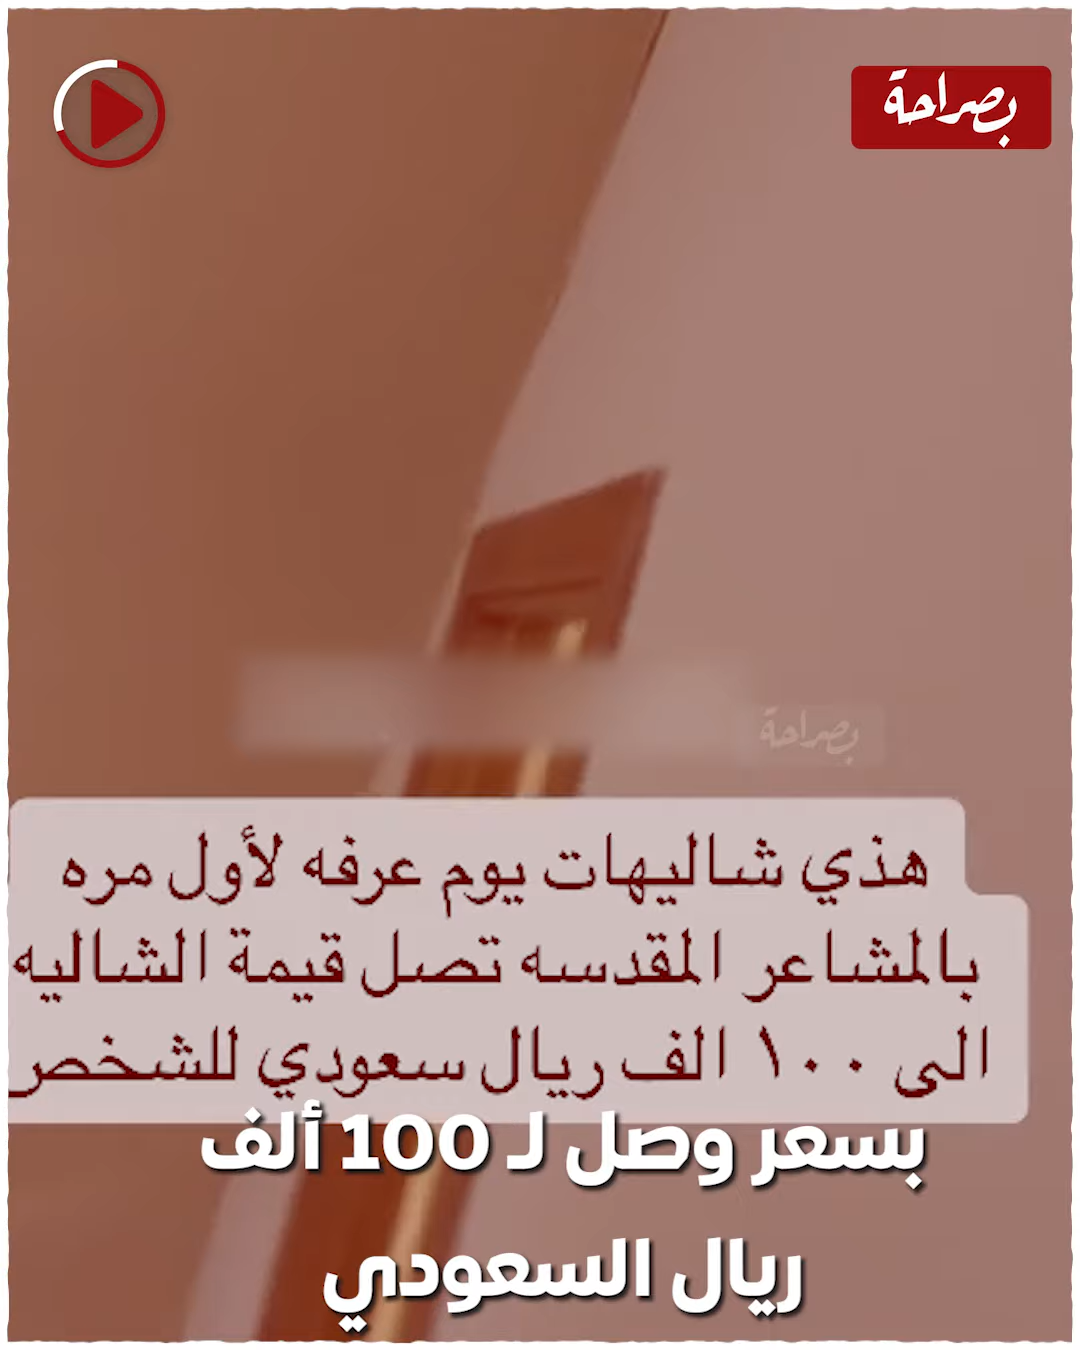 بصراحة
بصراحة
هذي شاليهات يوم عرفه لأول مره
بالمشاعر المقدسه تصل قيمة الشاليه
الى ١٠٠ الف ريال سعودي للشخص
بسعر وصل لـ 100 ألف
ريال السعودي